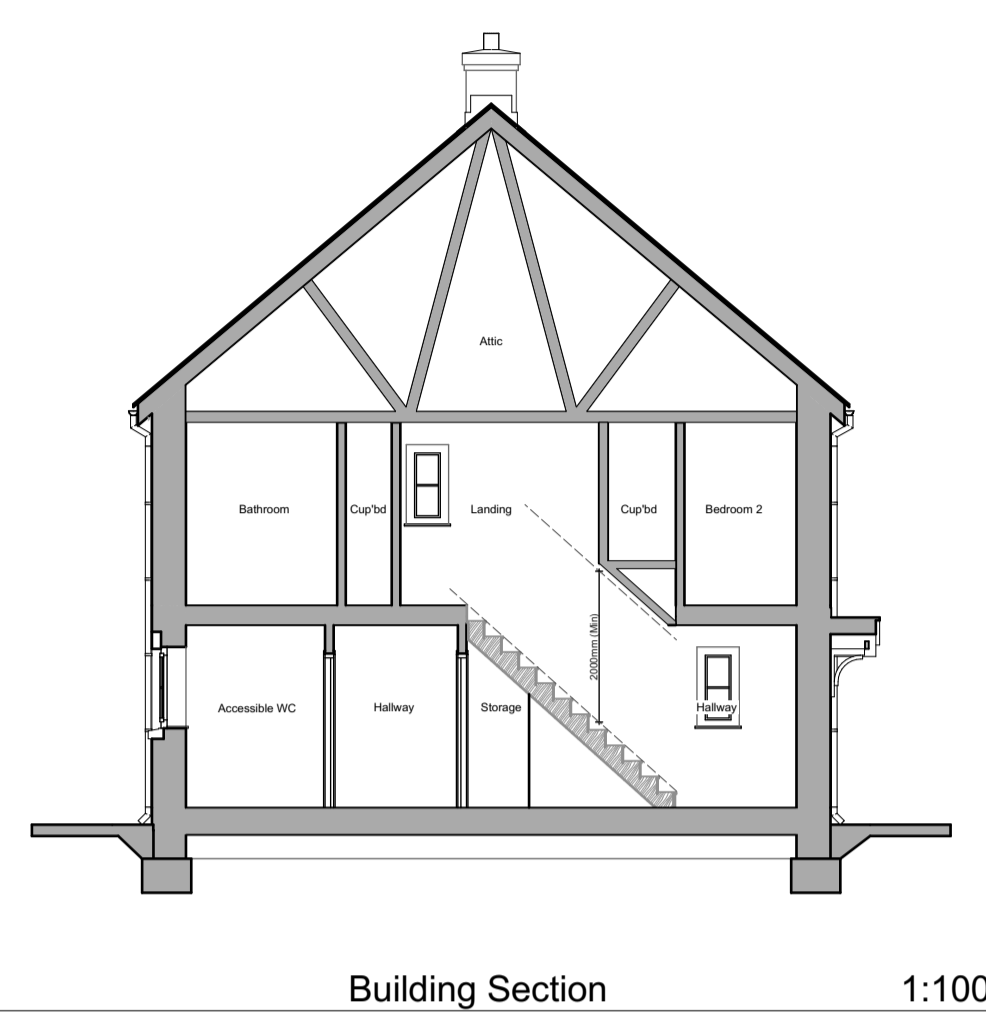 Attic
Bathroom
Cup'bd
Landing
Cup'bd
Bedroom 2
2000mm (Min)
Accessible WC
Hallway
Storage
Hallway
Building Section
1:100